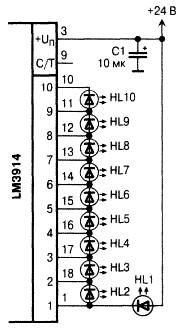 +24 В
+Uп 3
C1
10 мк
C/T 9
10 10
HL10
9 11
HL9
8 12
HL8
7 13
HL7
6 14
HL6
5 15
HL5
4 16
HL4
3 17
HL3
2 18
HL2
1 1
HL1
LM3914